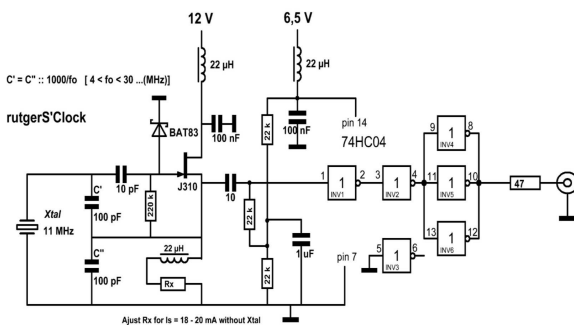 12 V
6,5 V
22 µH
22 µH
C' = C'' :: 1000/fo [ 4 < fo < 30 ...(MHz)]
rutgerS'Clock
BAT83
100 nF
22 k
100 nF
pin 14
74HC04
9
1
8
INV4
10 pF
J310
10
1
1
2
INV1
3
1
4
INV2
11
1
10
INV5
47
Xtal
11 MHz
C'
100 pF
220 k
22 k
13
1
12
INV6
C''
100 pF
22 µH
Rx
22 k
1 uF
pin 7
5
1
6
INV3
Ajust Rx for Is = 18 - 20 mA without Xtal